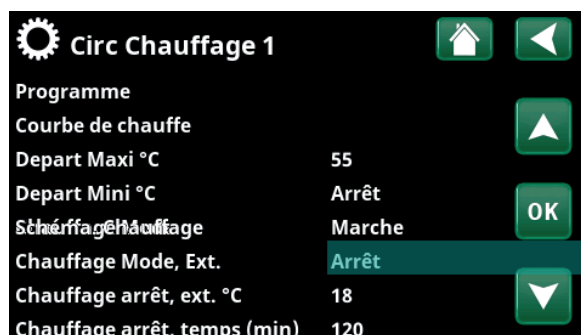 Circ Chauffage 1
Programme
Courbe de chauffe
Depart Maxi °C 55
Depart Mini °C Arrêt
Marche
OK
Chauffage Mode, Ext. Arrêt
Chauffage arrêt, ext. °C 18
Chauffage arrêt, temps (min) 120